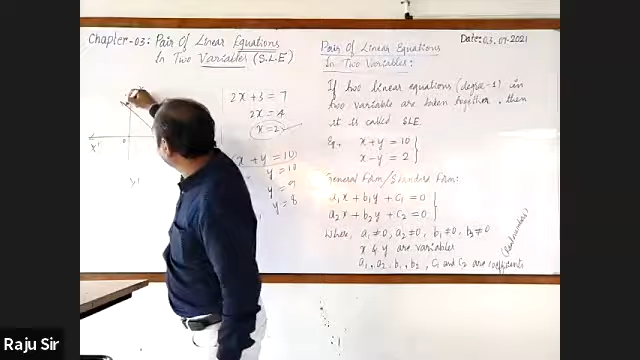 Chapter-03: Pair Of Linear Equations
In Two Variables (S.L.E)
Date: 03.07-2021
2x + 3 = 7
2x = 4
x = 2
x + y = 10
y = 10
y = 9
y = 8
X'
0
Y'
Pair Of Linear Equations
In Two Variables:
If two linear equations (degree-1) in
two variable are taken together, then
it is called SLE.
Eg, x + y = 10
x - y = 2
General Form/Standard Form:
a₁x + b₁y + c₁ = 0
a₂x + b₂y + c₂ = 0
Where, a₁≠0, a₂≠0, b₁≠0, b₂≠0
x & y are variables
a₁, a₂, b₁, b₂, c₁ and c₂ are coefficients
(Real numbers)
Raju Sir